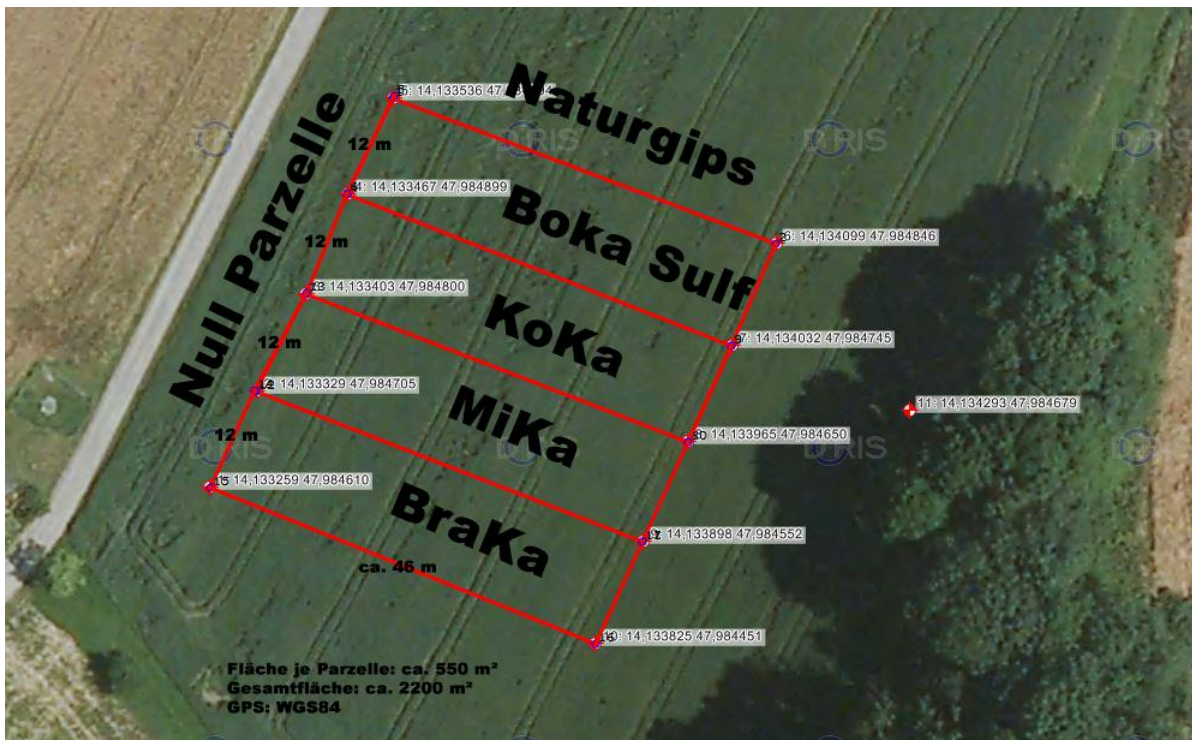 Naturgips
14,133536
12 m
Boka Sulf
4: 14,133467 47,984899
6: 14,134099 47,984846
12 m
Null Parzelle
KoKa
14,133403 47,984800
7: 14,134032 47,984745
12 m
MiKa
14,133329 47,984705
11: 14,134293 47,984679
14,133965 47,984650
12 m
BraKa
14,133259 47,984610
14,133898 47,984552
ca. 46 m
14,133825 47,984451
Fläche je Parzelle: ca. 550 m²
Gesamtfläche: ca. 2200 m²
GPS: WGS84